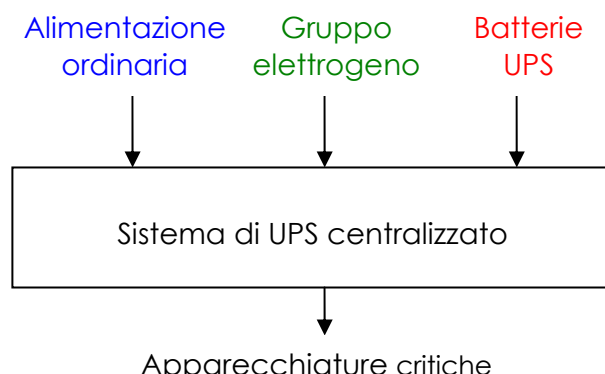 Alimentazione
ordinaria
Gruppo
elettrogeno
Batterie
UPS
Sistema di UPS centralizzato
Apparecchiature critiche